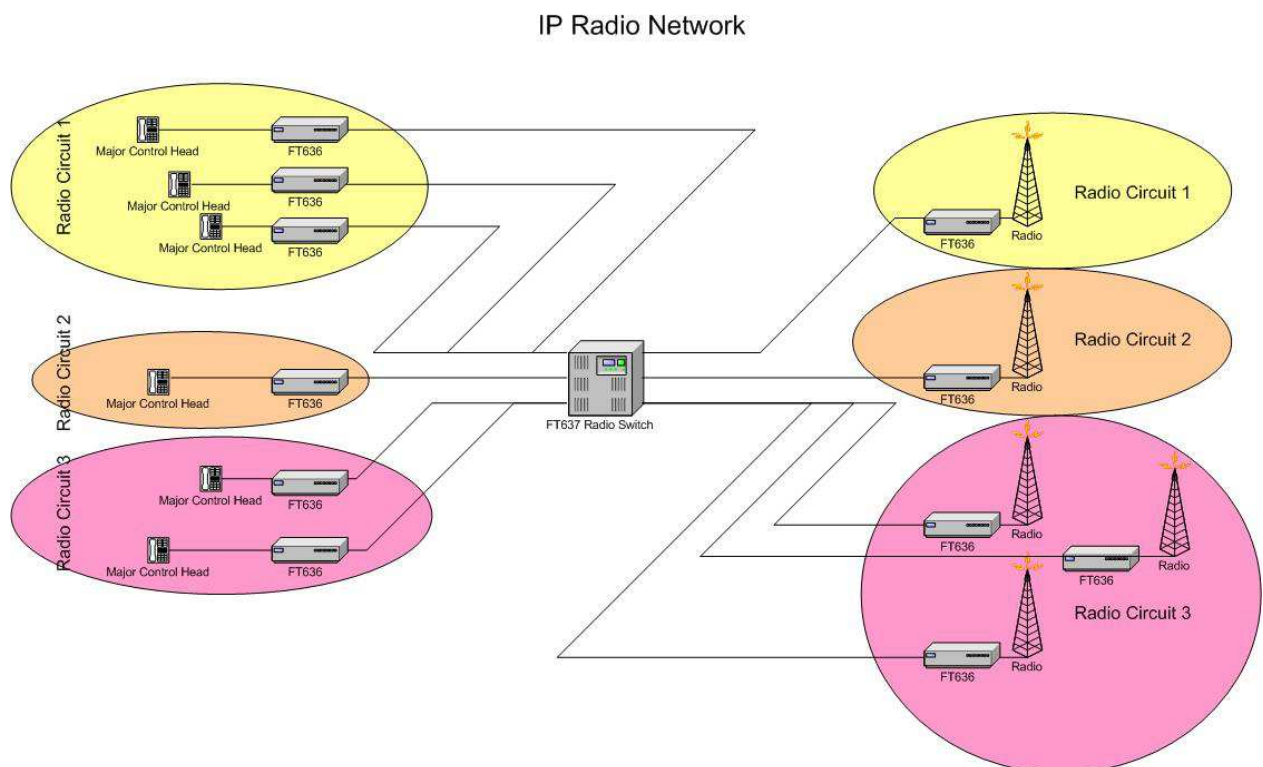 IP Radio Network
Radio Circuit 1
Major Control Head
FT636
Major Control Head
FT636
Major Control Head
FT636
Radio Circuit 2
Major Control Head
FT636
Radio Circuit 3
Major Control Head
FT636
Major Control Head
FT636
FT637 Radio Switch
Radio Circuit 1
FT636
Radio
Radio Circuit 2
FT636
Radio
Radio Circuit 3
FT636
Radio
FT636
Radio
FT636
Radio